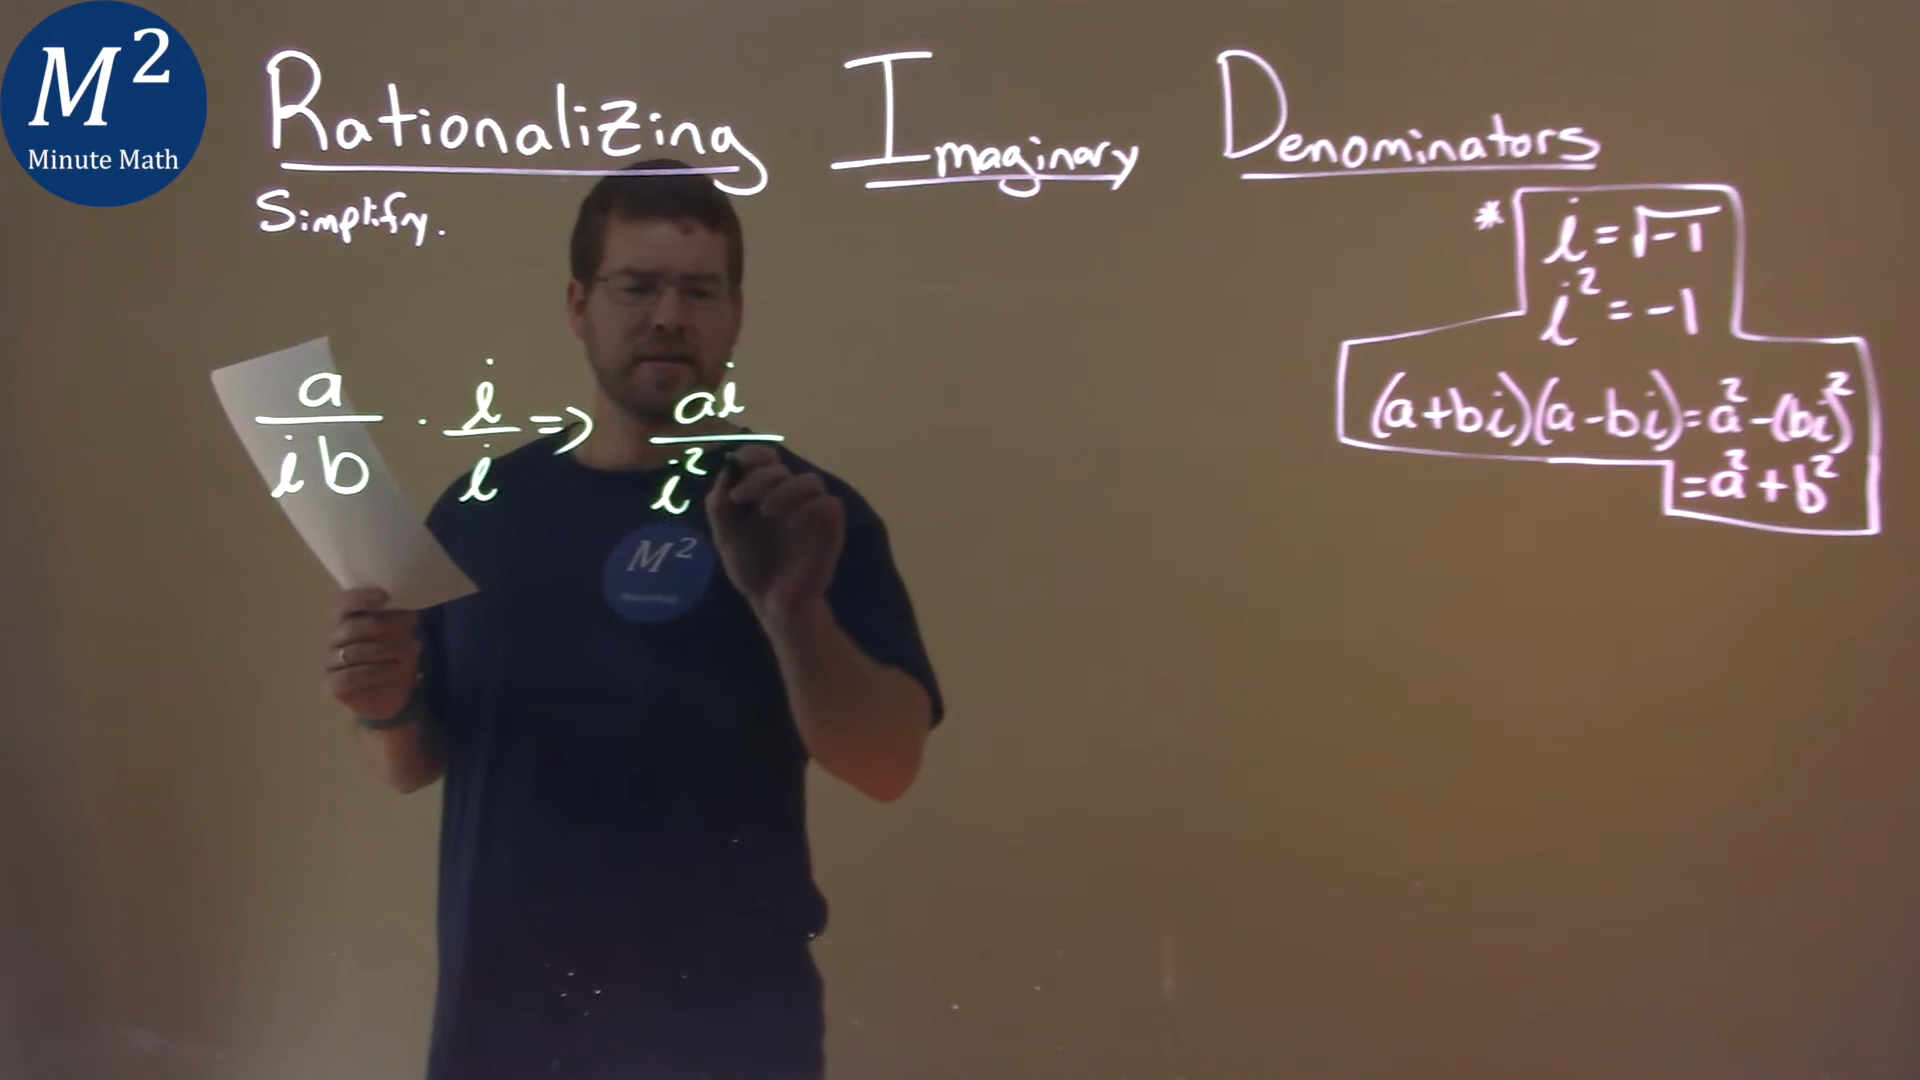 M²
Minute Math
Rationalizing Imaginary Denominators
Simplify.
* i = √-1
i² = -1
(a+bi)(a-bi) = a² - (bi)²
= a² + b²
a/ib · i/i => ai/i²
M²